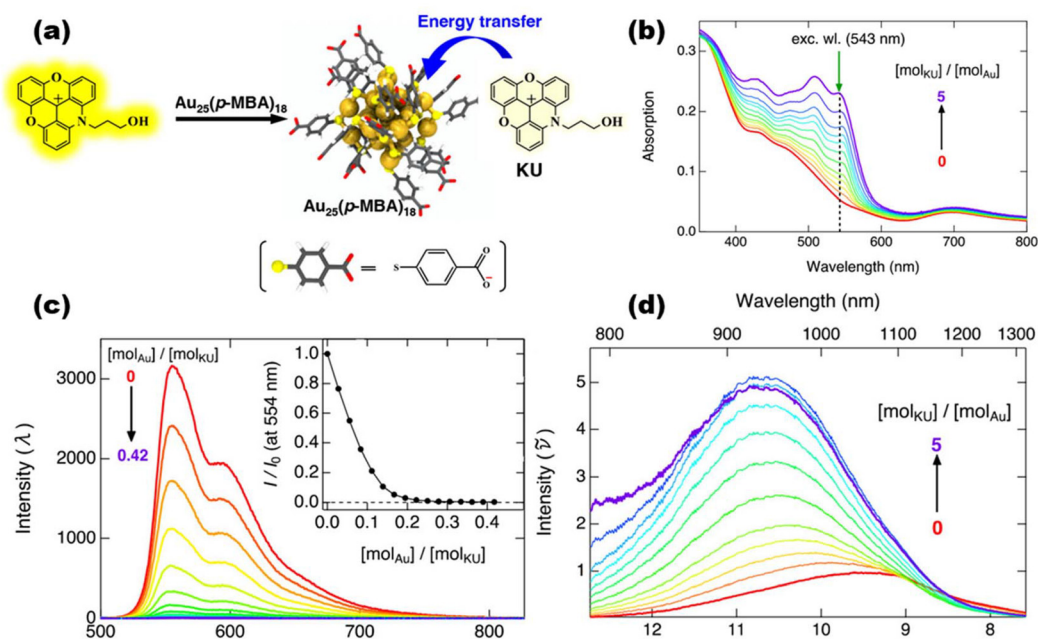 (a)
Energy transfer
O
+
O
N
OH
Au25(p-MBA)18
O
+
O
N
OH
KU
Au25(p-MBA)18
=
S
O
O
−
(b)
exc. wl. (543 nm)
[molKU] / [molAu]
5
0
Absorption
0.3
0.2
0.1
0.0
400 500 600 700 800
Wavelength (nm)
(c)
[molAu] / [molKU]
0
0.42
Intensity (λ)
3000
2000
1000
0
500 600 700 800
I / I0 (at 554 nm)
1.0
0.8
0.6
0.4
0.2
0.0
0.0 0.1 0.2 0.3 0.4
[molAu] / [molKU]
(d)
Wavelength (nm)
800 900 1000 1100 1200 1300
[molKU] / [molAu]
5
0
Intensity (ṽ)
5
4
3
2
1
0
12 11 10 9 8